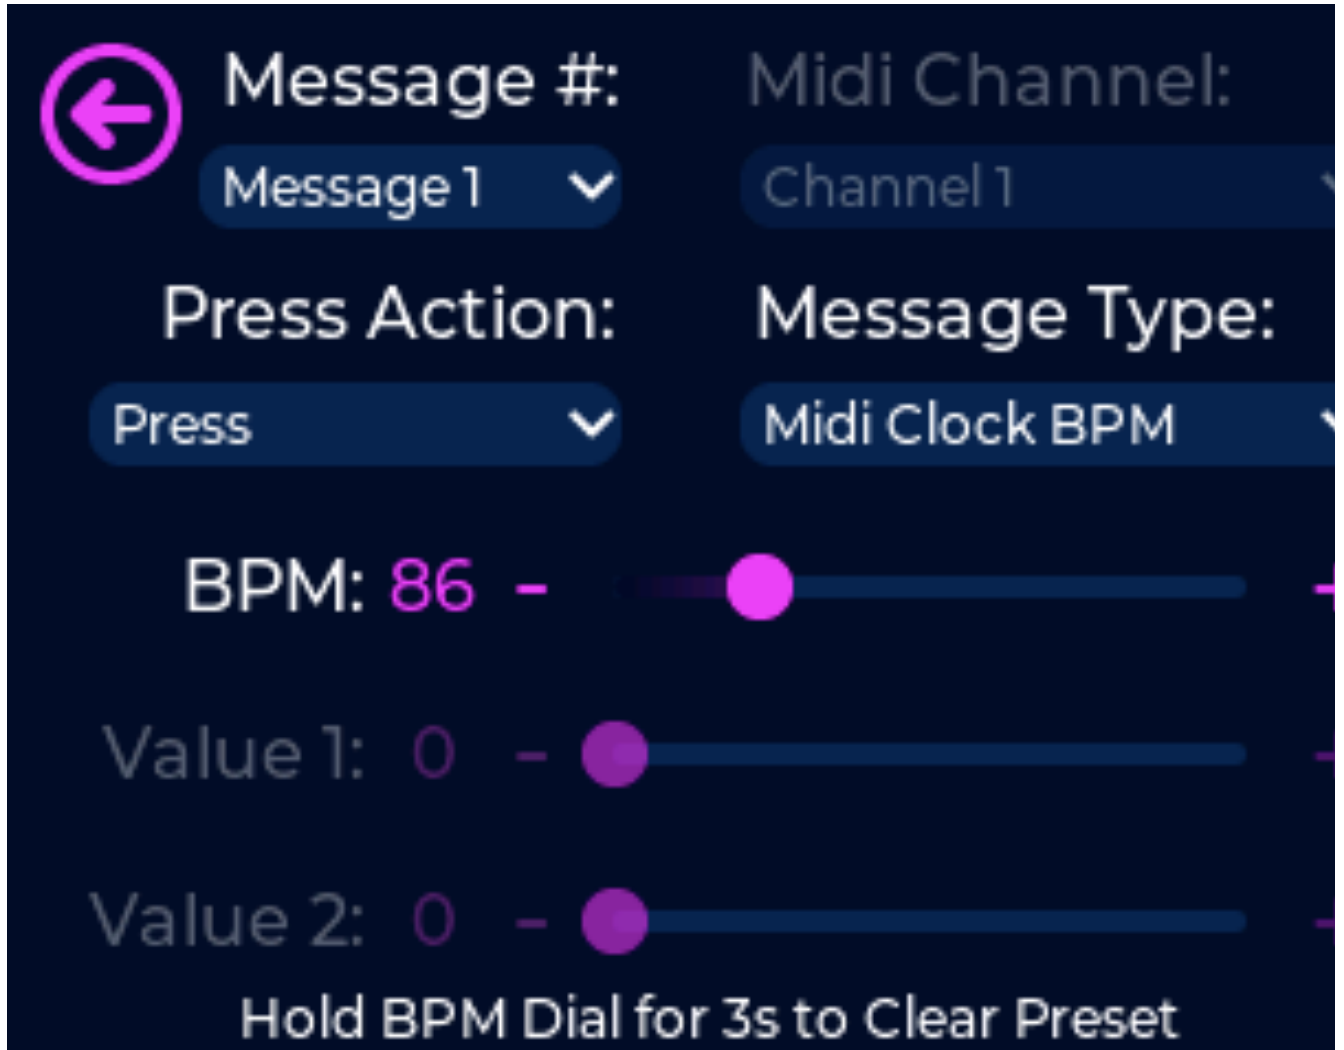 Message #:
Midi Channel:
Message 1
Channel 1
Press Action:
Message Type:
Press
Midi Clock BPM
BPM: 86 - +
Value 1: 0 - +
Value 2: 0 - +
Hold BPM Dial for 3s to Clear Preset